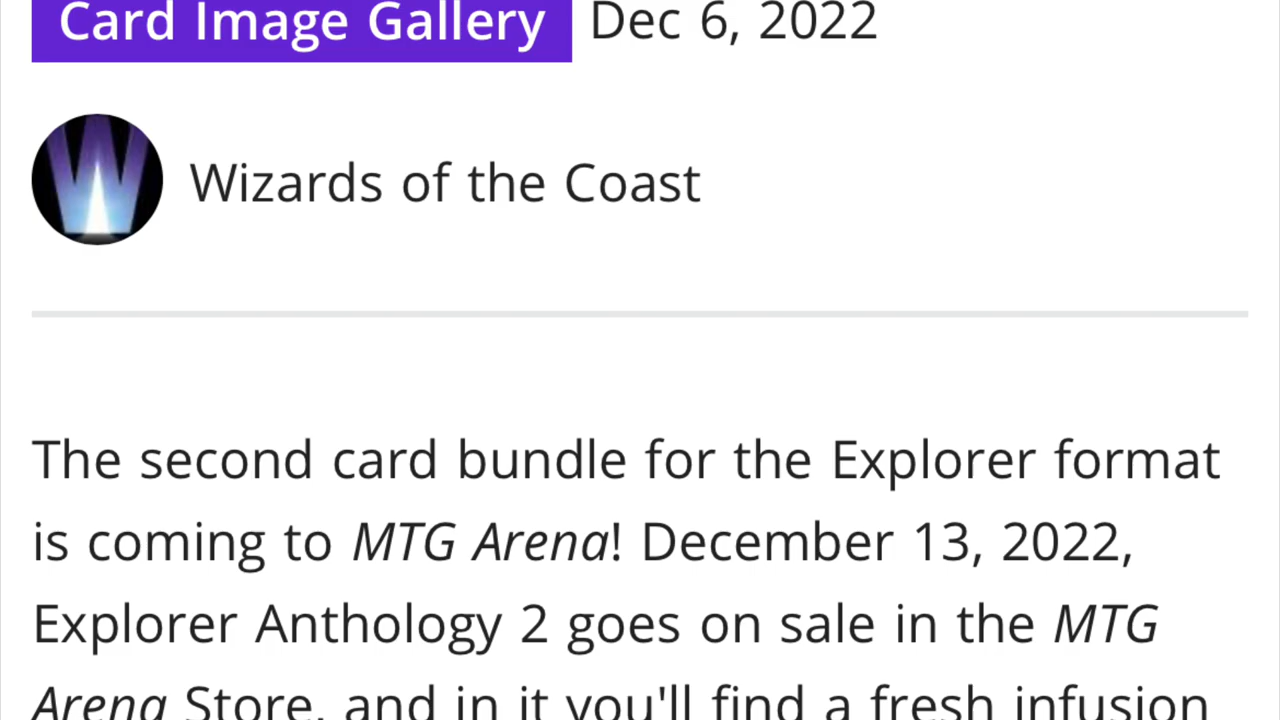 Card Image Gallery Dec 6, 2022
W
Wizards of the Coast
The second card bundle for the Explorer format
is coming to MTG Arena! December 13, 2022,
Explorer Anthology 2 goes on sale in the MTG
Arena Store, and in it you'll find a fresh infusion